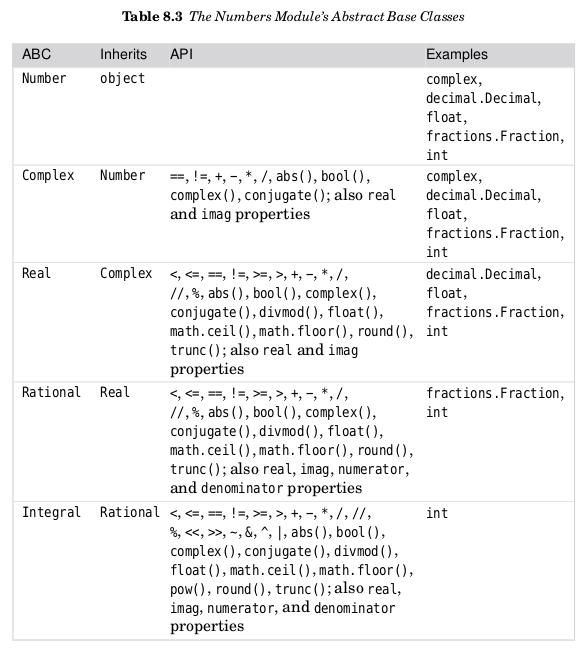 Table 8.3 The Numbers Module's Abstract Base Classes
ABC Inherits API Examples
Number object complex,
decimal.Decimal,
float,
fractions.Fraction,
int
Complex Number ==, !=, +, -, *, /, abs(), bool(), complex,
complex(), conjugate(); also real decimal.Decimal,
and imag properties float,
fractions.Fraction,
int
Real Complex <, <=, ==, !=, >=, >, +, -, *, /, decimal.Decimal,
//, %, abs(), bool(), complex(), float,
conjugate(), divmod(), float(), fractions.Fraction,
math.ceil(), math.floor(), round(), int
trunc(); also real and imag
properties
Rational Real <, <=, ==, !=, >=, >, +, -, *, /, fractions.Fraction,
//, %, abs(), bool(), complex(), int
conjugate(), divmod(), float(),
math.ceil(), math.floor(), round(),
trunc(); also real, imag, numerator,
and denominator properties
Integral Rational <, <=, ==, !=, >=, >, +, -, *, /, //, int
%, <<, >>, ~, &, ^, |, abs(), bool(),
complex(), conjugate(), divmod(),
float(), math.ceil(), math.floor(),
pow(), round(), trunc(); also real,
imag, numerator, and denominator
properties